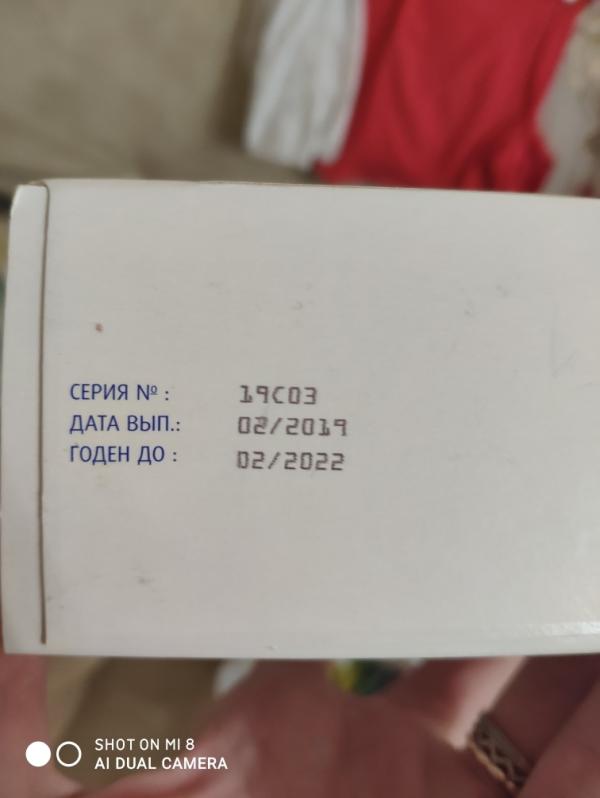 СЕРИЯ № : 19C03
ДАТА ВЫП.: 02/2019
ГОДЕН ДО : 02/2022
SHOT ON MI 8
AI DUAL CAMERA